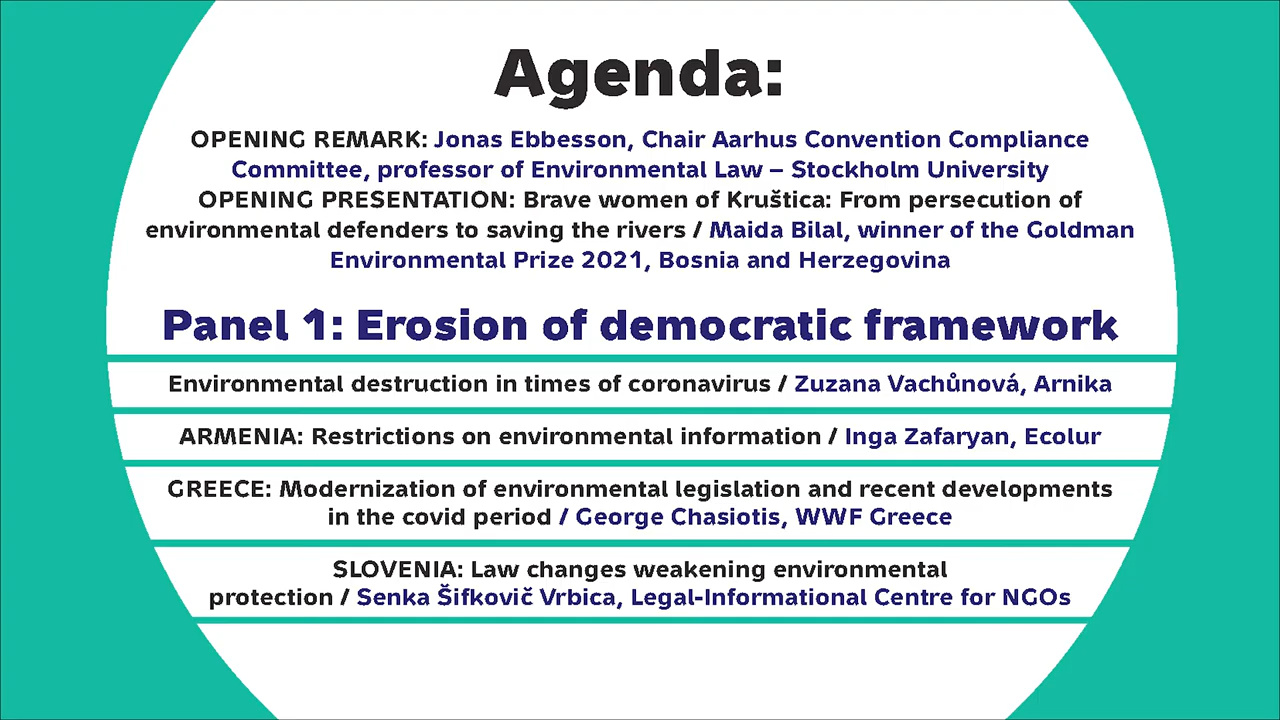 Agenda:
OPENING REMARK: Jonas Ebbesson, Chair Aarhus Convention Compliance
Committee, professor of Environmental Law – Stockholm University
OPENING PRESENTATION: Brave women of Kruštica: From persecution of
environmental defenders to saving the rivers / Maida Bilal, winner of the Goldman
Environmental Prize 2021, Bosnia and Herzegovina
Panel 1: Erosion of democratic framework
Environmental destruction in times of coronavirus / Zuzana Vachůnová, Arnika
ARMENIA: Restrictions on environmental information / Inga Zafaryan, Ecolur
GREECE: Modernization of environmental legislation and recent developments
in the covid period / George Chasiotis, WWF Greece
SLOVENIA: Law changes weakening environmental
protection / Senka Šifkovič Vrbica, Legal-Informational Centre for NGOs